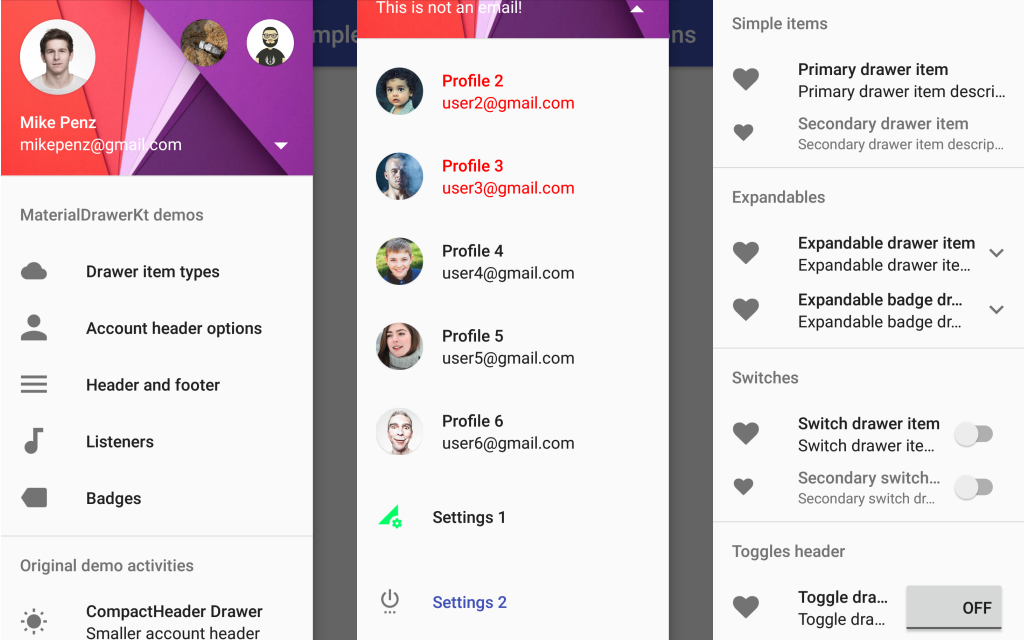 Mike Penz
mikepenz@gmail.com
MaterialDrawerKt demos
Drawer item types
Account header options
Header and footer
Listeners
Badges
Original demo activities
CompactHeader Drawer
Smaller account header
mple
This is not an email!
ns
Profile 2
user2@gmail.com
Profile 3
user3@gmail.com
Profile 4
user4@gmail.com
Profile 5
user5@gmail.com
Profile 6
user6@gmail.com
Settings 1
Settings 2
Simple items
Primary drawer item
Primary drawer item descri...
Secondary drawer item
Secondary drawer item descrip...
Expandables
Expandable drawer item
Expandable drawer ite...
Expandable badge dr...
Expandable badge dr...
Switches
Switch drawer item
Switch drawer ite...
Secondary switch...
Secondary switch dr...
Toggles header
Toggle dra...
Toggle dra...
OFF